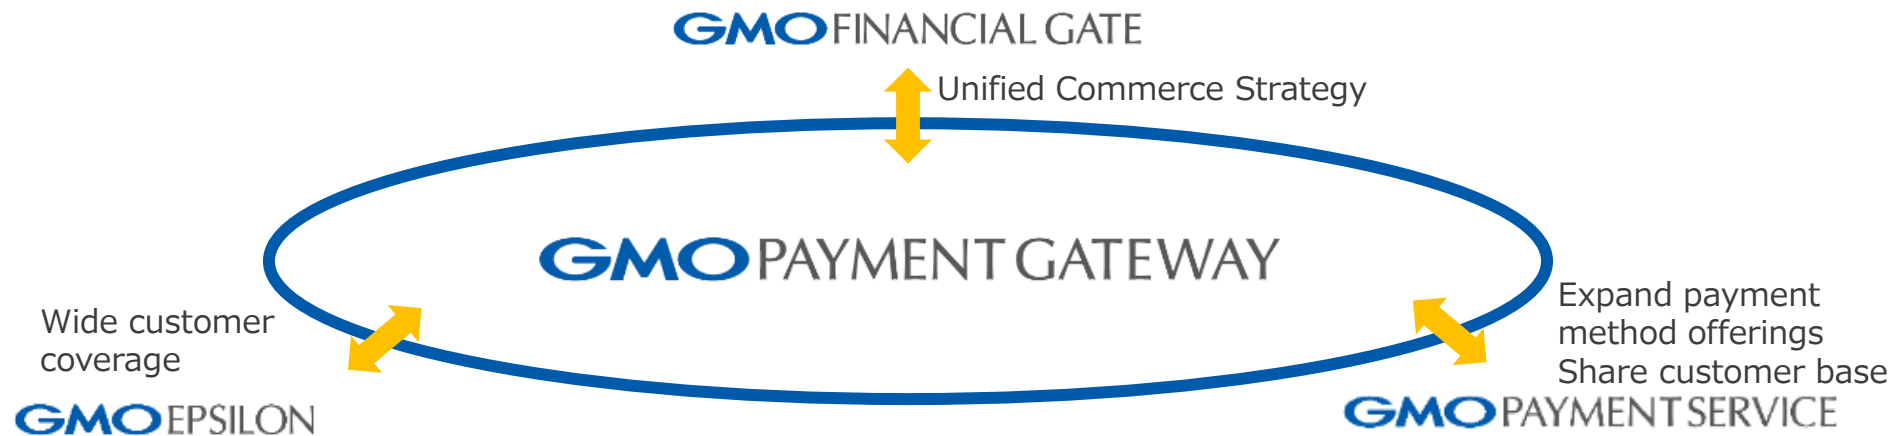 GMO FINANCIAL GATE
Unified Commerce Strategy
GMO PAYMENT GATEWAY
Wide customer
coverage
GMO EPSILON
Expand payment
method offerings
Share customer base
GMO PAYMENT SERVICE